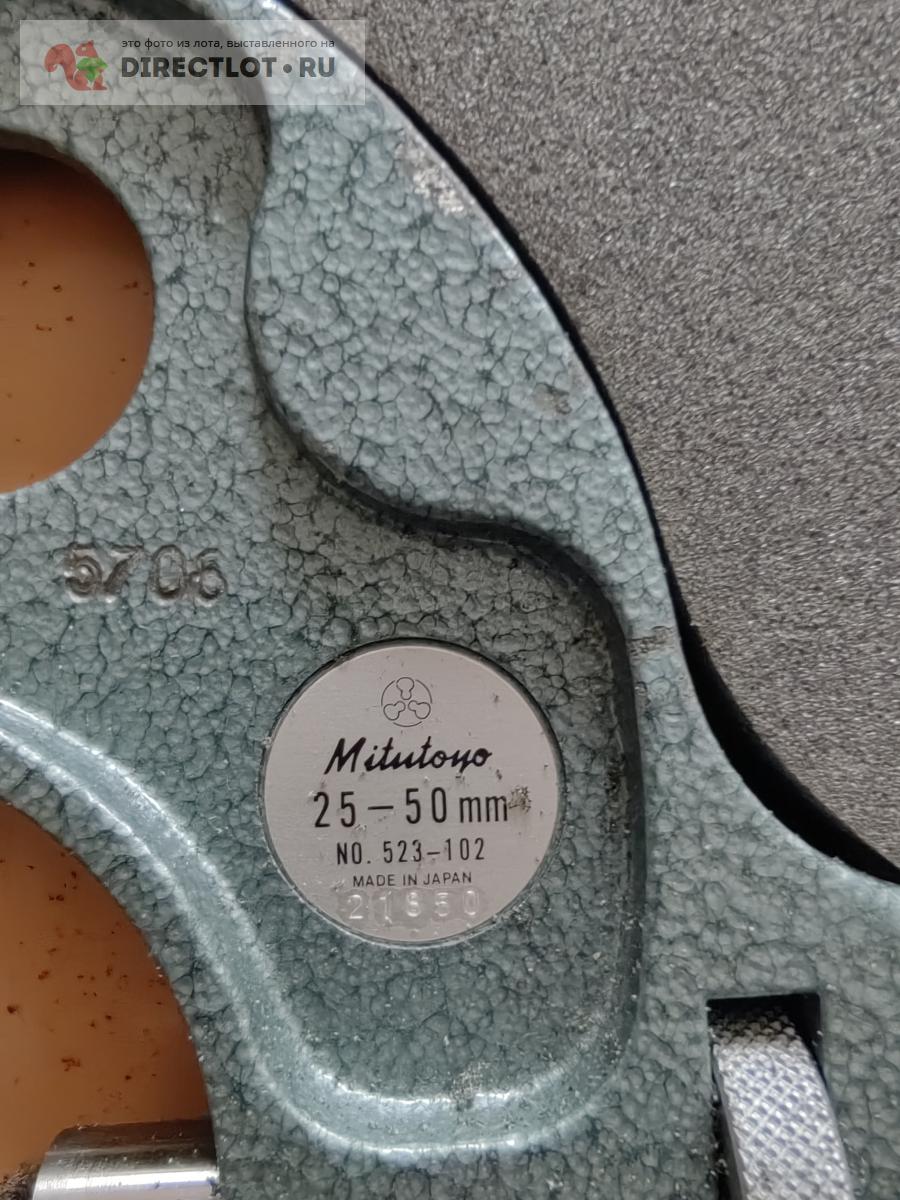 это фото из лота, выставленного на
DIRECTLOT•RU
5706
Mitutoyo
25–50 mm
NO. 523-102
MADE IN JAPAN
21650